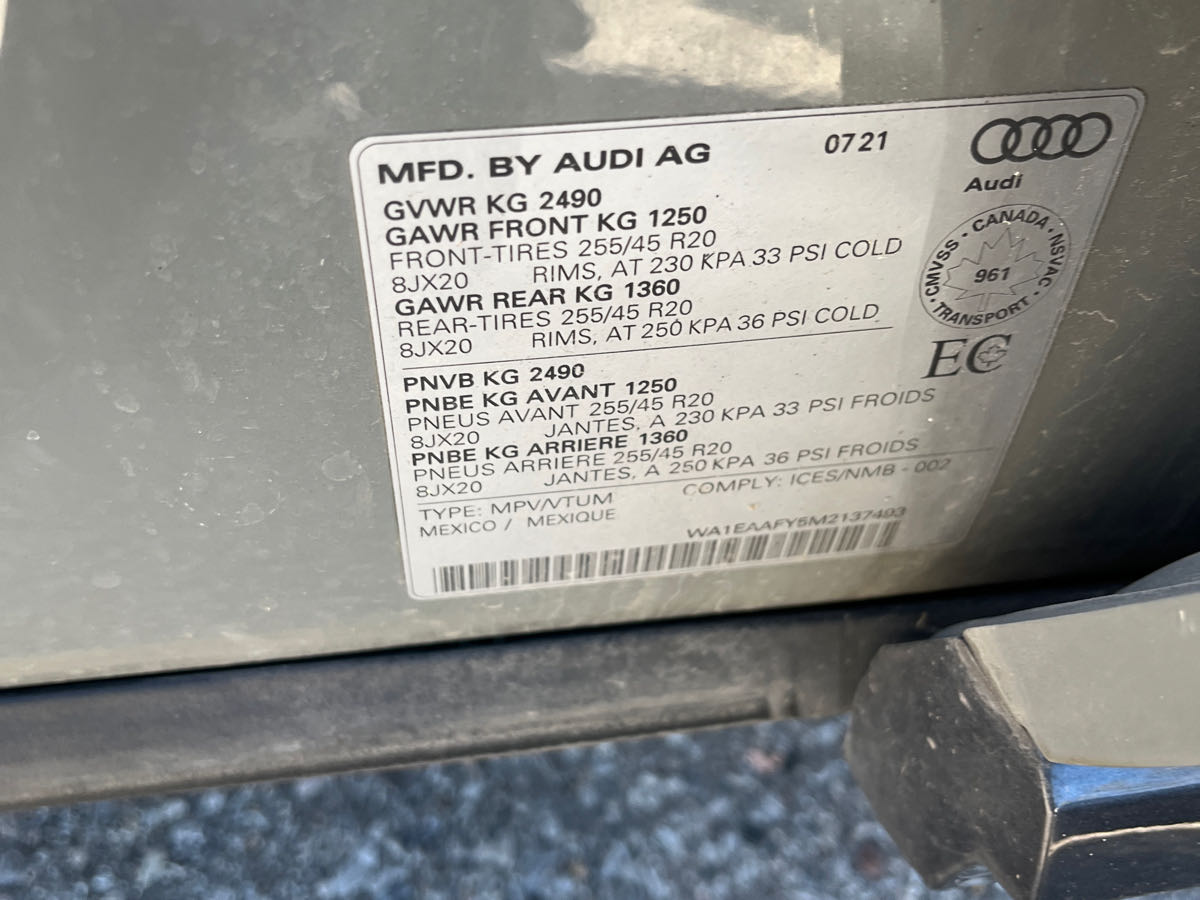 MFD. BY AUDI AG 07 21
Audi
GVWR KG 2490
GAWR FRONT KG 1250
FRONT-TIRES 255/45 R20
8JX20 RIMS, AT 230 KPA 33 PSI COLD
GAWR REAR KG 1360
REAR-TIRES 255/45 R20
8JX20 RIMS, AT 250 KPA 36 PSI COLD
CMVSS · CANADA · NSVAC · TRANSPORT ·
961
EC
PNVB KG 2490
PNBE KG AVANT 1250
PNEUS AVANT 255/45 R20
8JX20 JANTES, A 230 KPA 33 PSI FROIDS
PNBE KG ARRIERE 1360
PNEUS ARRIERE 255/45 R20
8JX20 JANTES, A 250 KPA 36 PSI FROIDS
TYPE: MPV/VTUM COMPLY: ICES/NMB - 002
MEXICO / MEXIQUE
WA1EAAFY5M2137493